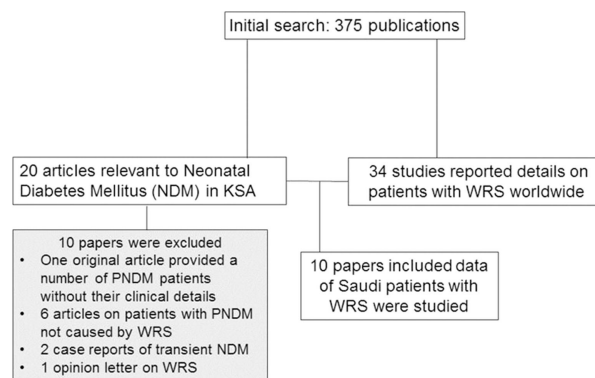 Initial search: 375 publications
20 articles relevant to Neonatal
Diabetes Mellitus (NDM) in KSA
34 studies reported details on
patients with WRS worldwide
10 papers were excluded
• One original article provided a
number of PNDM patients
without their clinical details
• 6 articles on patients with PNDM
not caused by WRS
• 2 case reports of transient NDM
• 1 opinion letter on WRS
10 papers included data
of Saudi patients with
WRS were studied